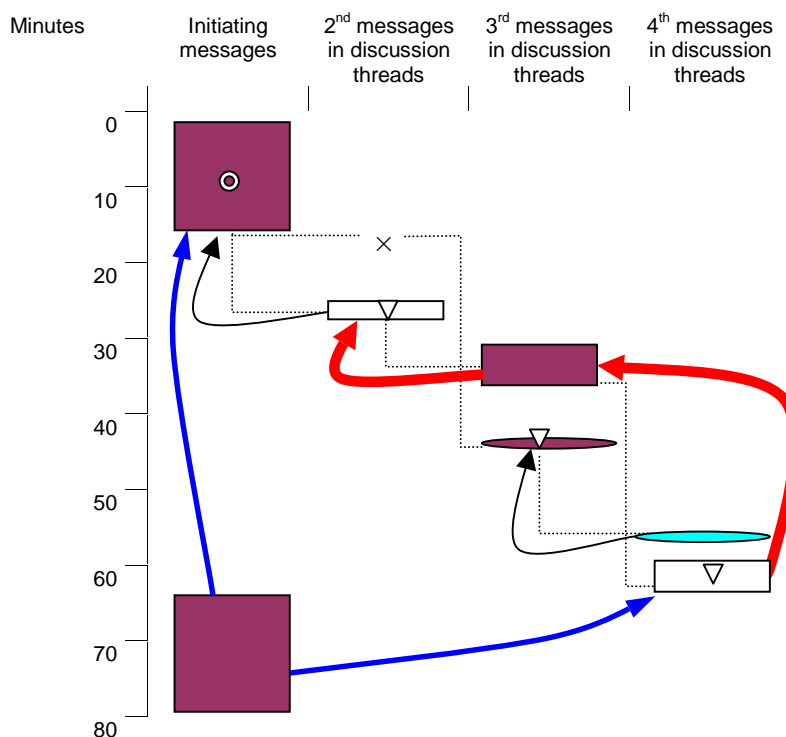 Minutes
Initiating
messages
2nd messages
in discussion
threads
3rd messages
in discussion
threads
4th messages
in discussion
threads
0
10
20
30
40
50
60
70
80